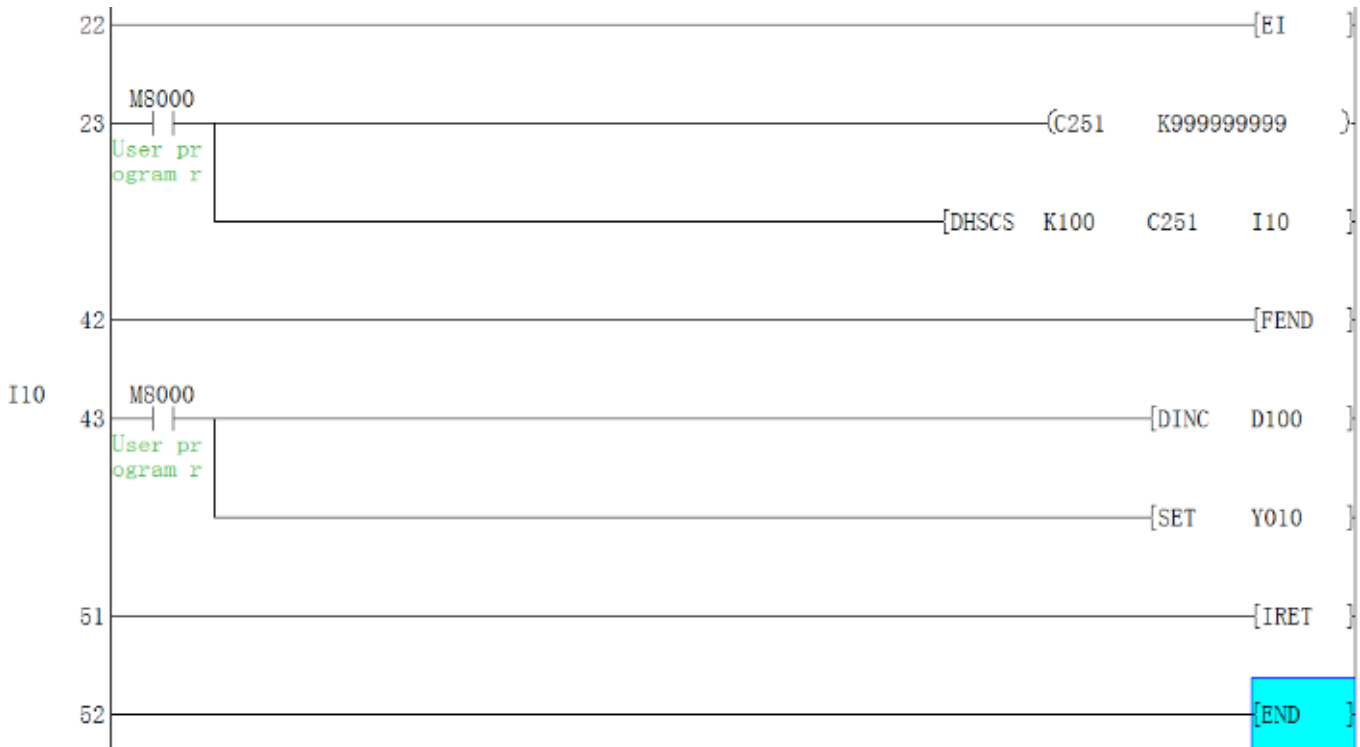 22 [EI ]
M8000
23 (C251 K999999999 )
User pr
ogram r
[DHSCS K100 C251 I10 ]
42 [FEND ]
I10 M8000
43 [DINC D100 ]
User pr
ogram r
[SET Y010 ]
51 [IRET ]
52 [END ]